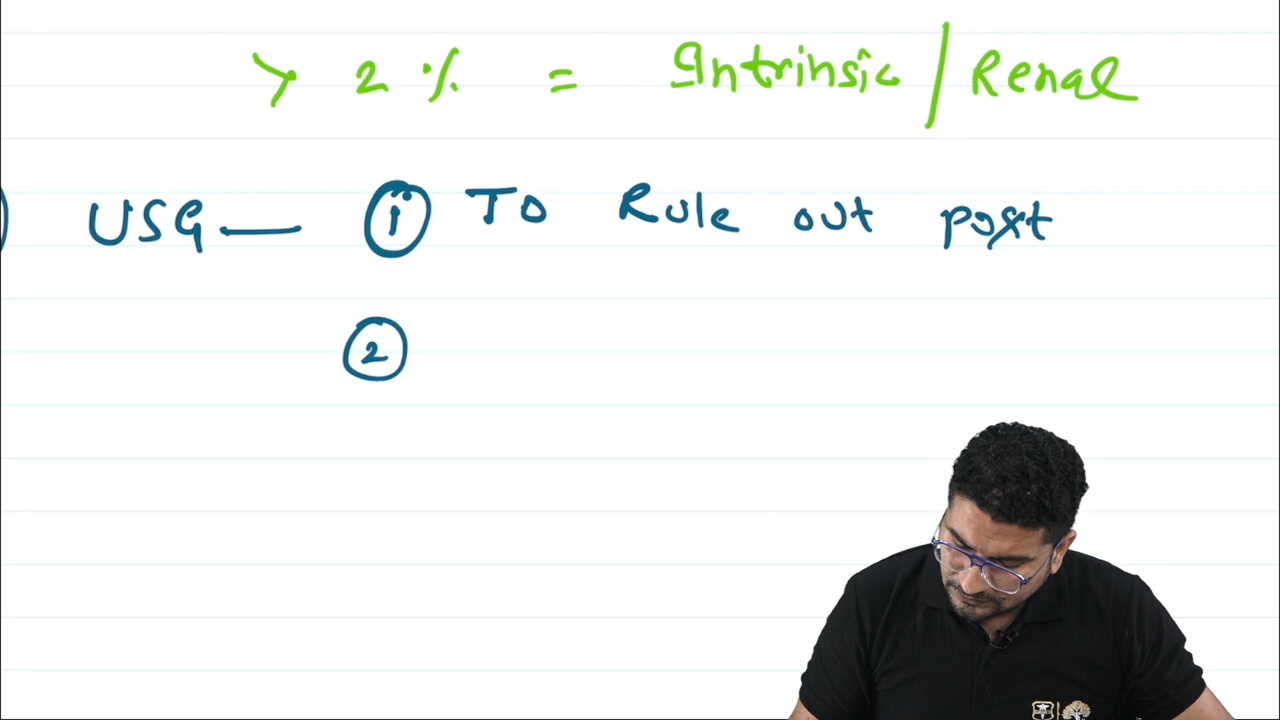 > 2 % = Intrinsic / Renal
) USG — ① To Rule out post
②